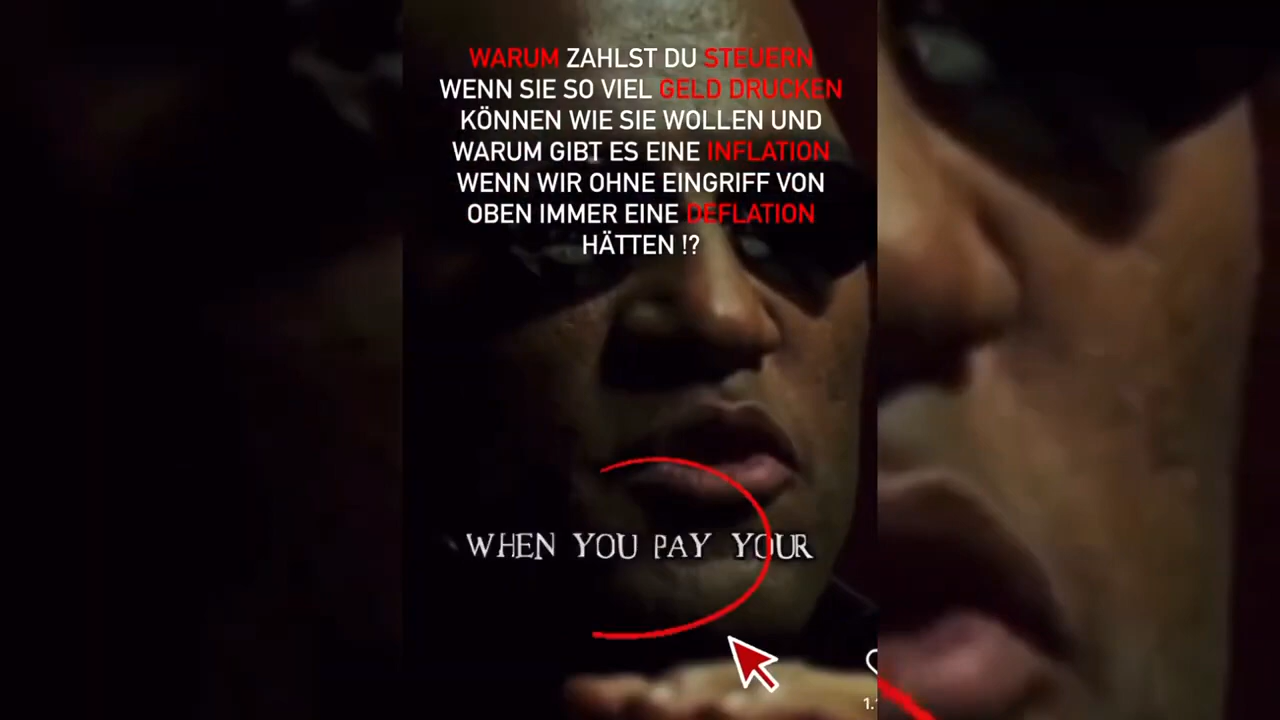 WARUM ZAHLST DU STEUERN
WENN SIE SO VIEL GELD DRUCKEN
KÖNNEN WIE SIE WOLLEN UND
WARUM GIBT ES EINE INFLATION
WENN WIR OHNE EINGRIFF VON
OBEN IMMER EINE DEFLATION
HÄTTEN !?
WHEN YOU PAY YOUR